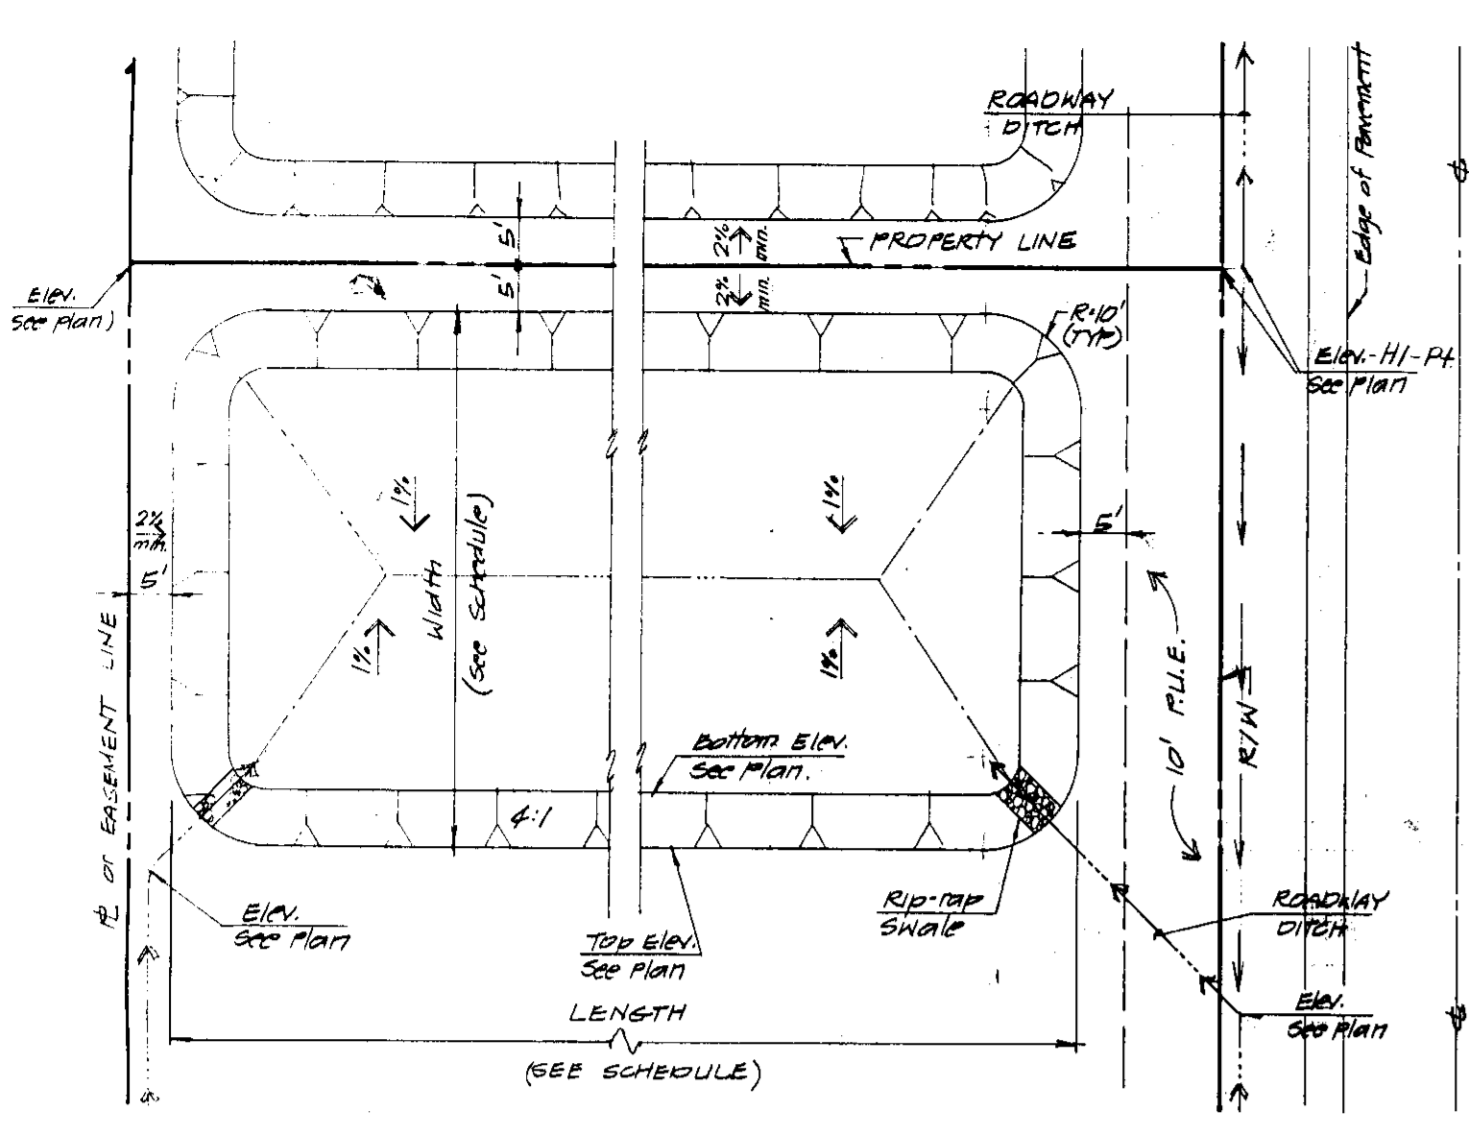 ROADWAY
DITCH
Edge of Pavement
5'
5'
2%
min.
2%
min.
PROPERTY LINE
Elev.
See Plan)
R=10'
(TYP)
Elev.-HI-Pt.
See Plan
2%
min.
5'
1%
1%
5'
Width
(See Schedule)
1%
1%
10' P.U.E.
R/W
℄
℄
PL or EASEMENT LINE
Bottom Elev.
See Plan.
4:1
Elev.
See Plan
Top Elev.
See Plan
Rip-rap
Swale
ROADWAY
DITCH
Elev.
See Plan
LENGTH
(SEE SCHEDULE)